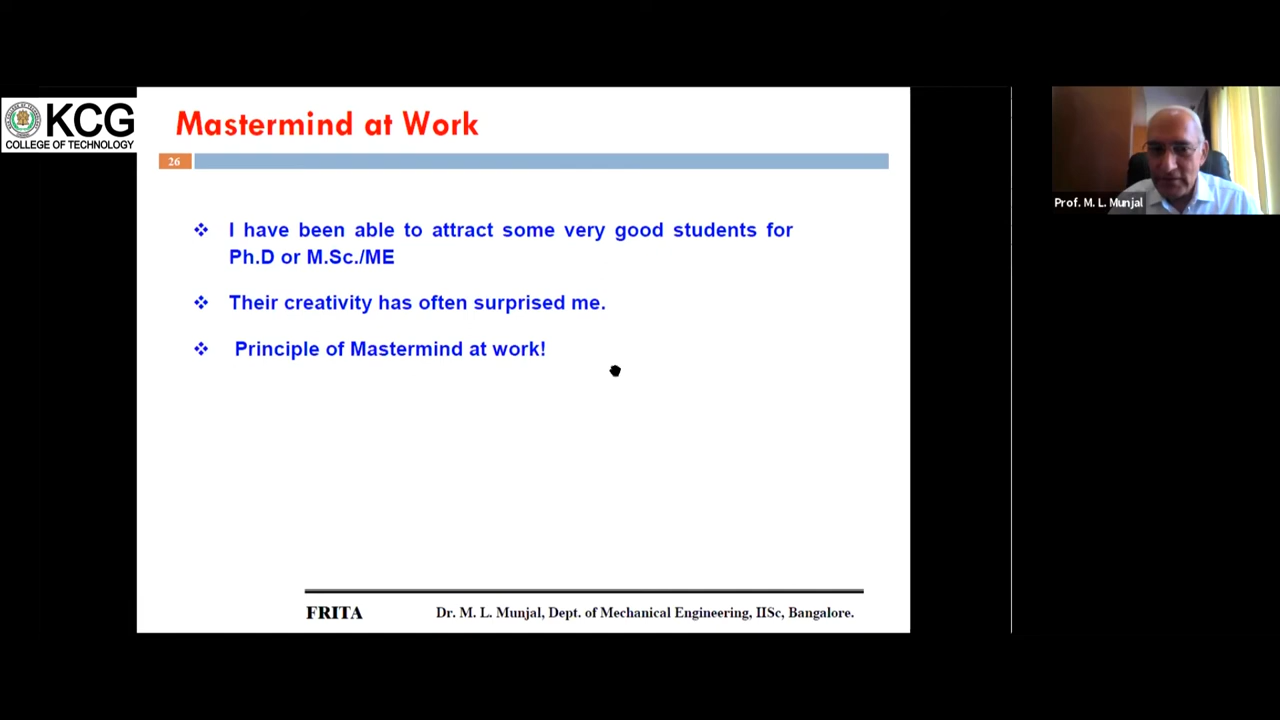 KCG
COLLEGE OF TECHNOLOGY
Mastermind at Work
26
I have been able to attract some very good students for
Ph.D or M.Sc./ME
Their creativity has often surprised me.
Principle of Mastermind at work!
FRITA Dr. M. L. Munjal, Dept. of Mechanical Engineering, IISc, Bangalore.
Prof. M. L. Munjal